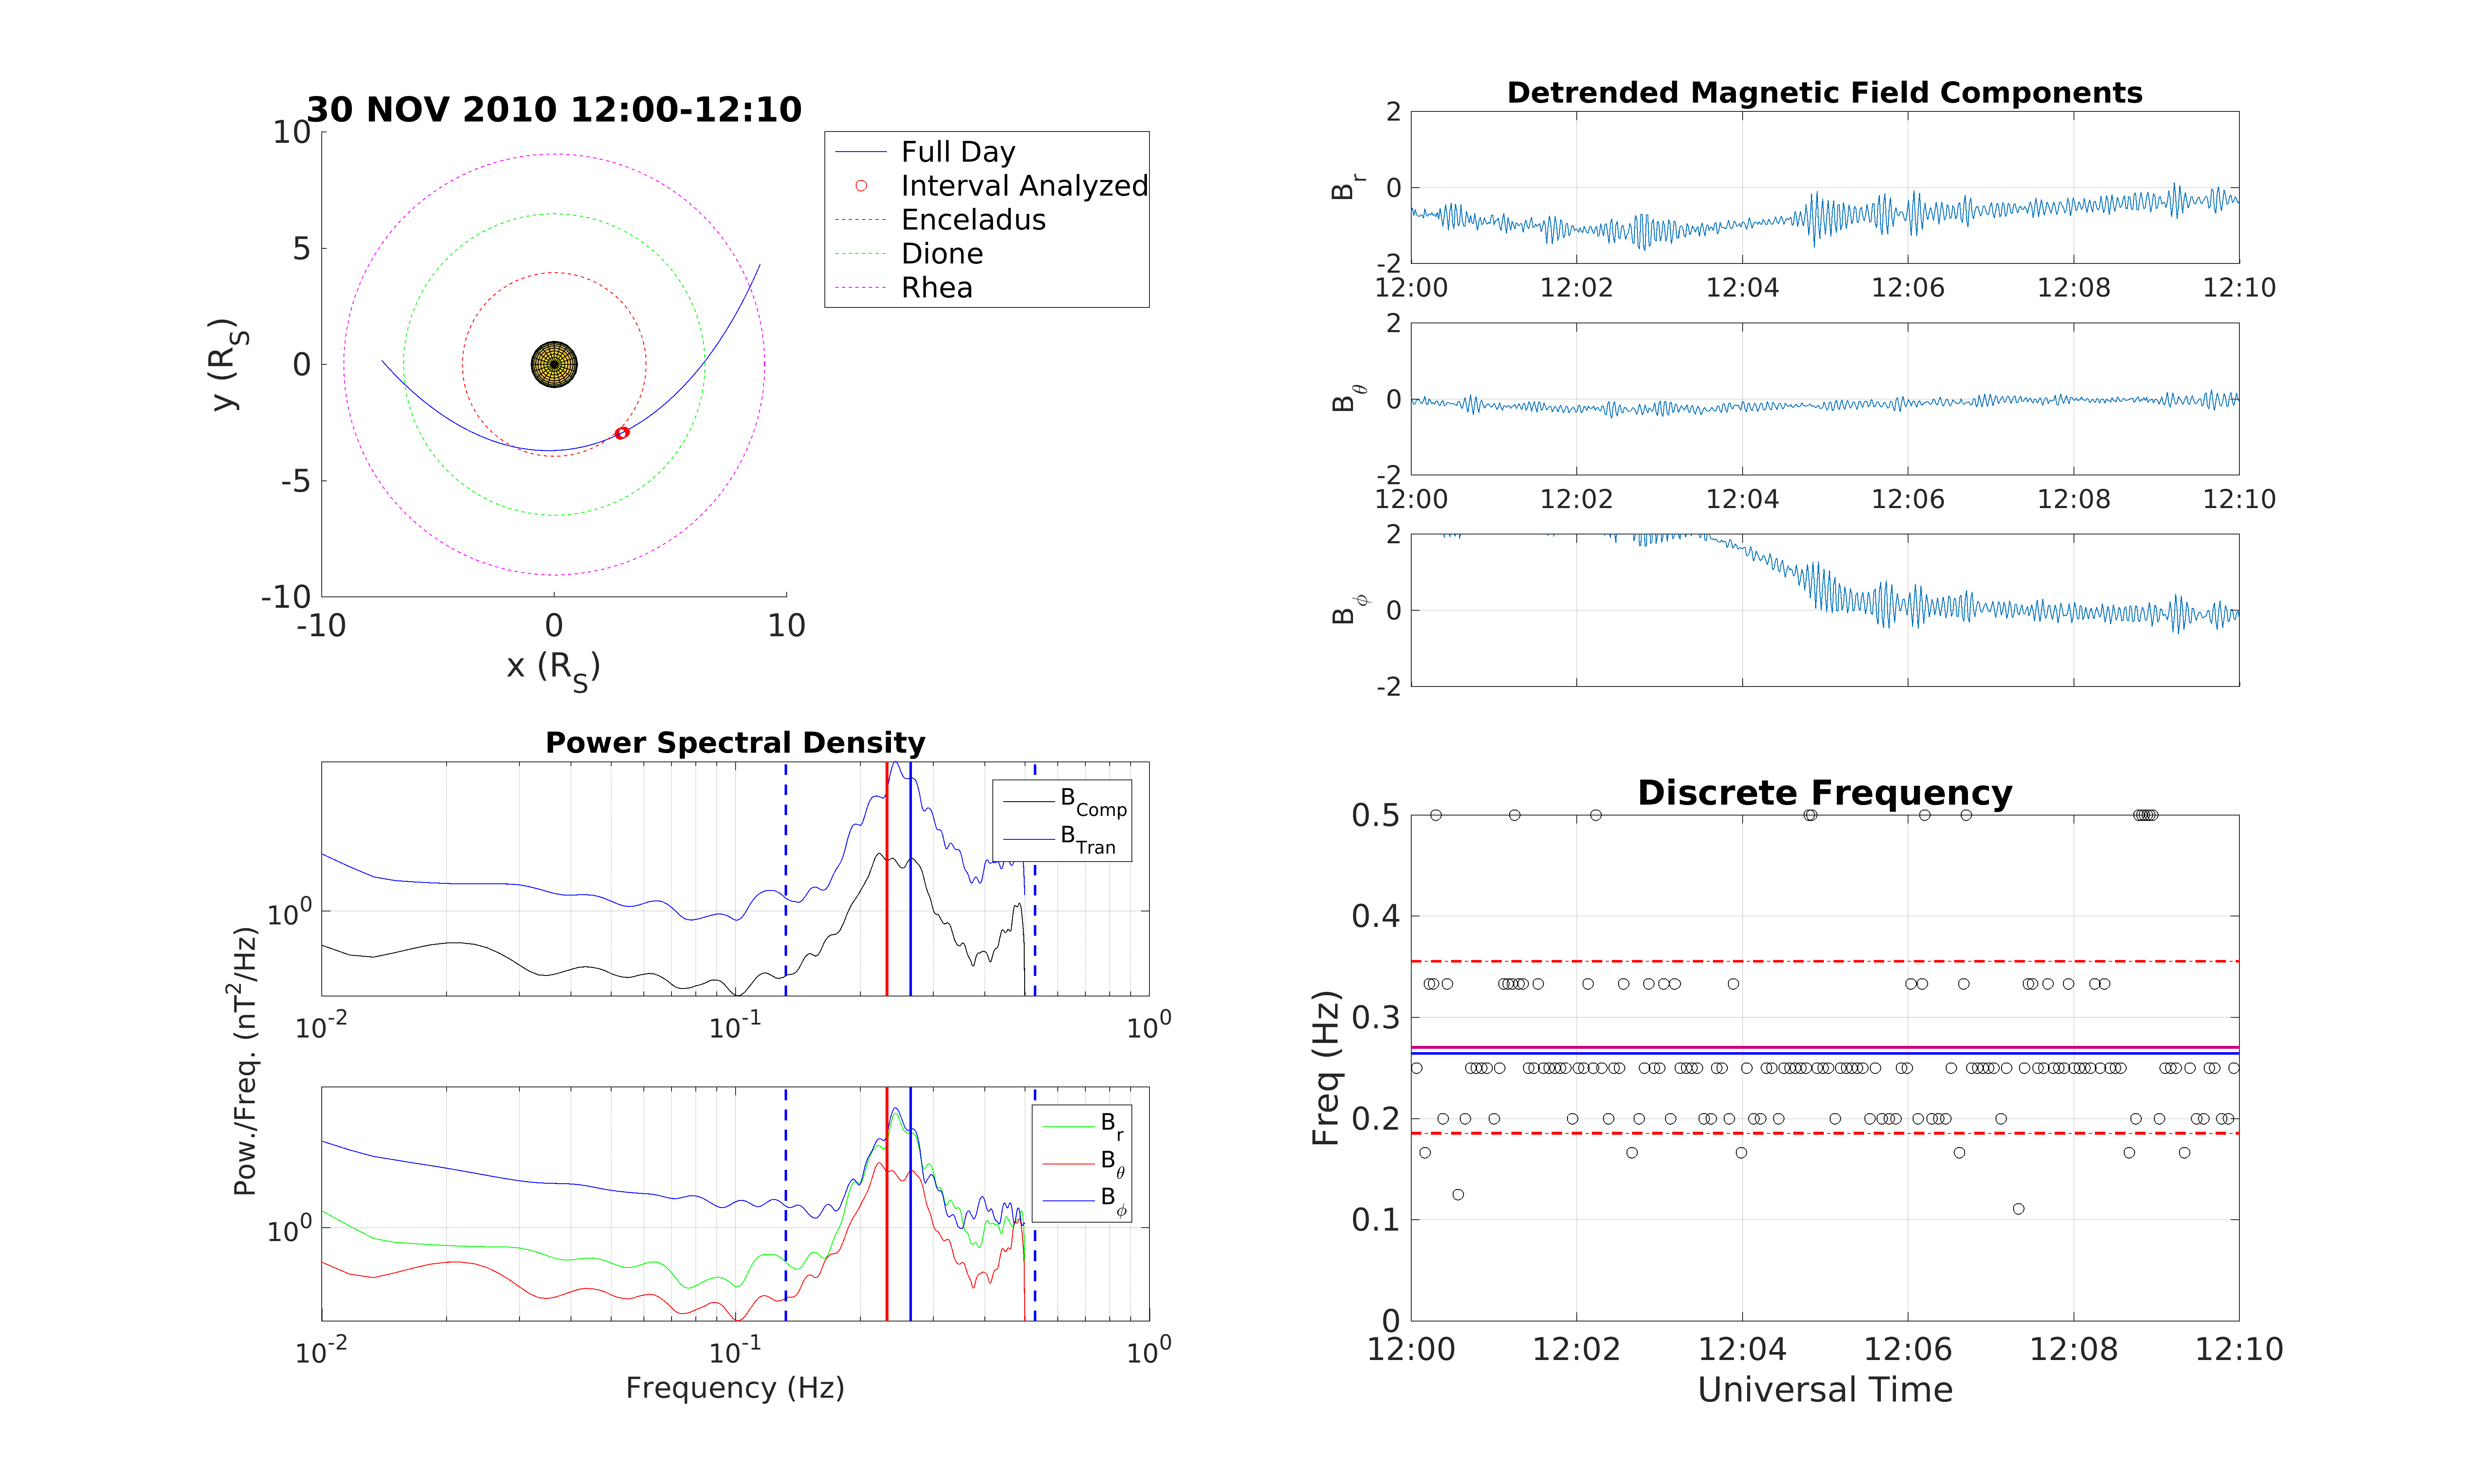 30 NOV 2010 12:00-12:10
10
5
0
-5
-10
-10 0 10
y (R_S)
x (R_S)
Full Day
Interval Analyzed
Enceladus
Dione
Rhea
Detrended Magnetic Field Components
2
0
-2
B_r
12:00 12:02 12:04 12:06 12:08 12:10
2
0
-2
B_θ
12:00 12:02 12:04 12:06 12:08 12:10
2
0
-2
B_ϕ
Power Spectral Density
10^0
B_Comp
B_Tran
10^-2 10^-1 10^0
Pow./Freq. (nT^2/Hz)
10^0
B_r
B_θ
B_ϕ
10^-2 10^-1 10^0
Frequency (Hz)
Discrete Frequency
0.5
0.4
0.3
0.2
0.1
0
Freq (Hz)
12:00 12:02 12:04 12:06 12:08 12:10
Universal Time